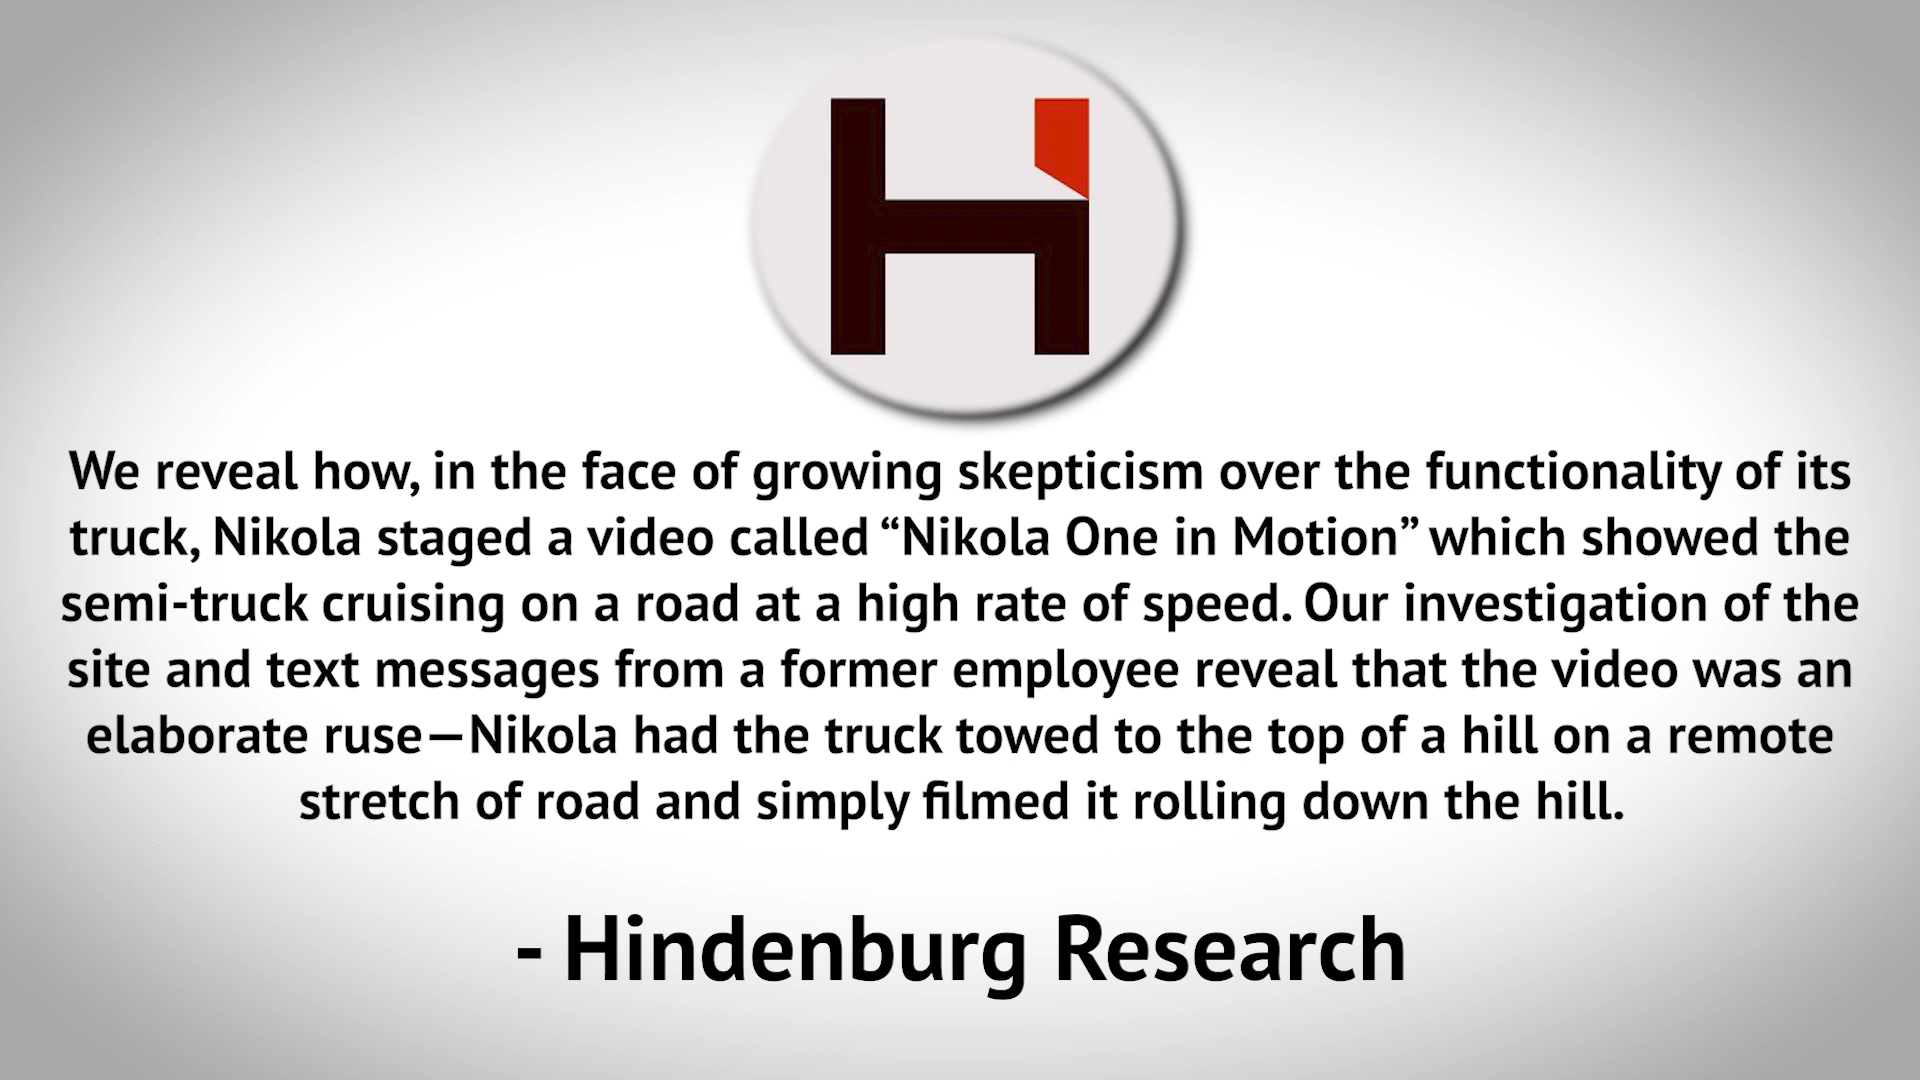 We reveal how, in the face of growing skepticism over the functionality of its
truck, Nikola staged a video called “Nikola One in Motion” which showed the
semi-truck cruising on a road at a high rate of speed. Our investigation of the
site and text messages from a former employee reveal that the video was an
elaborate ruse—Nikola had the truck towed to the top of a hill on a remote
stretch of road and simply filmed it rolling down the hill.
- Hindenburg Research